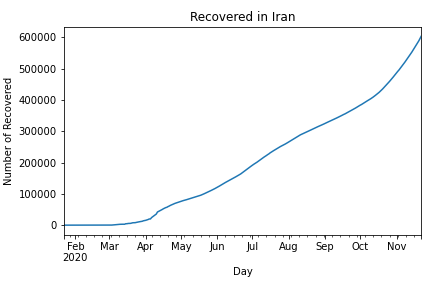 Recovered in Iran
Number of Recovered
600000
500000
400000
300000
200000
100000
0
Feb Mar Apr May Jun Jul Aug Sep Oct Nov
2020
Day